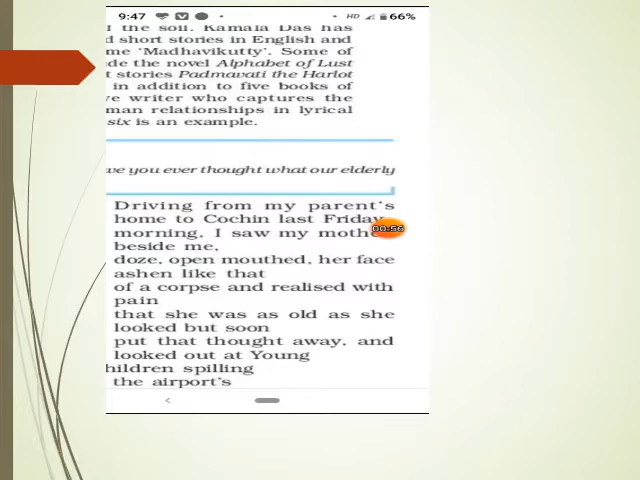 9:47 HD 66%
l the soil. Kamala Das has
d short stories in English and
me ‘Madhavikutty’. Some of
de the novel Alphabet of Lust
t stories Padmavati the Harlot
in addition to five books of
ve writer who captures the
man relationships in lyrical
six is an example.
ve you ever thought what our elderly
Driving from my parent’s
home to Cochin last Friday
morning, I saw my mothe
00:56
beside me,
doze, open mouthed, her face
ashen like that
of a corpse and realised with
pain
that she was as old as she
looked but soon
put that thought away, and
looked out at Young
hildren spilling
the airport’s